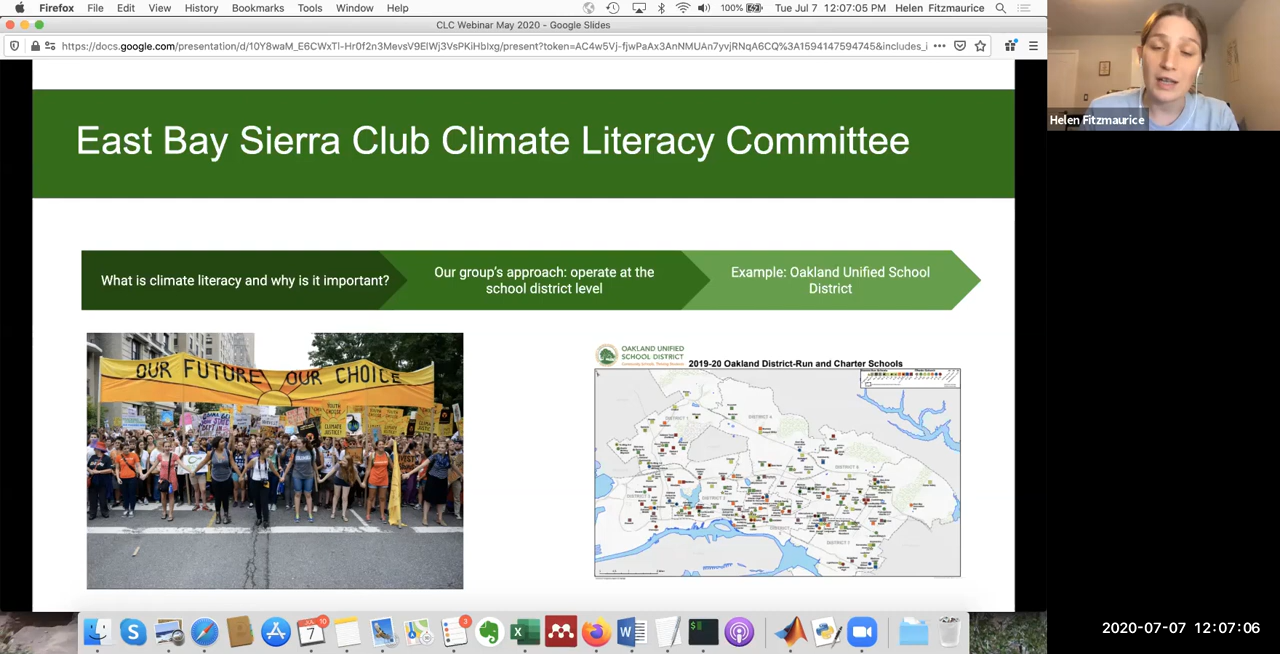 Firefox File Edit View History Bookmarks Tools Window Help 100% Tue Jul 7 12:07:05 PM Helen Fitzmaurice
CLC Webinar May 2020 - Google Slides
East Bay Sierra Club Climate Literacy Committee
What is climate literacy and why is it important?
Our group's approach: operate at the
school district level
Example: Oakland Unified School
District
OUR FUTURE OUR CHOICE
OAKLAND UNIFIED
SCHOOL DISTRICT
Community Schools, Thriving Students
2019-20 Oakland District-Run and Charter Schools
Helen Fitzmaurice
2020-07-07 12:07:06